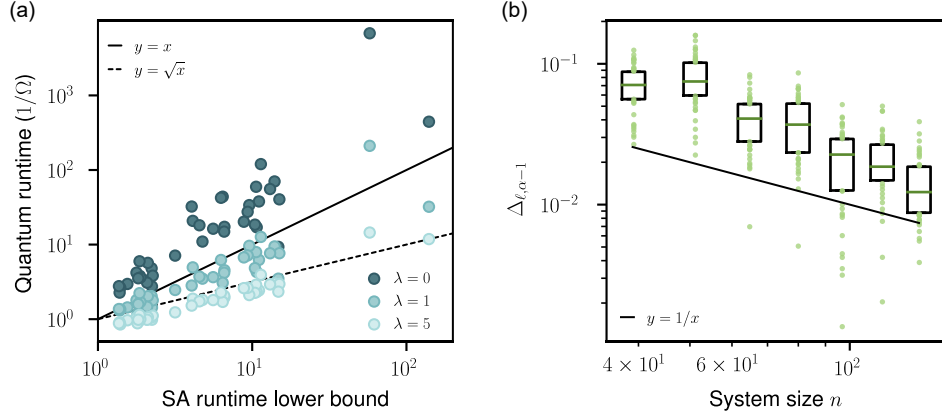 (a)
Quantum runtime (1/Ω)
10³
10²
10¹
10⁰
y = x
y = √x
λ = 0
λ = 1
λ = 5
10⁰
10¹
10²
SA runtime lower bound
(b)
Δℓ,α−1
10⁻¹
10⁻²
y = 1/x
4 × 10¹
6 × 10¹
10²
System size n